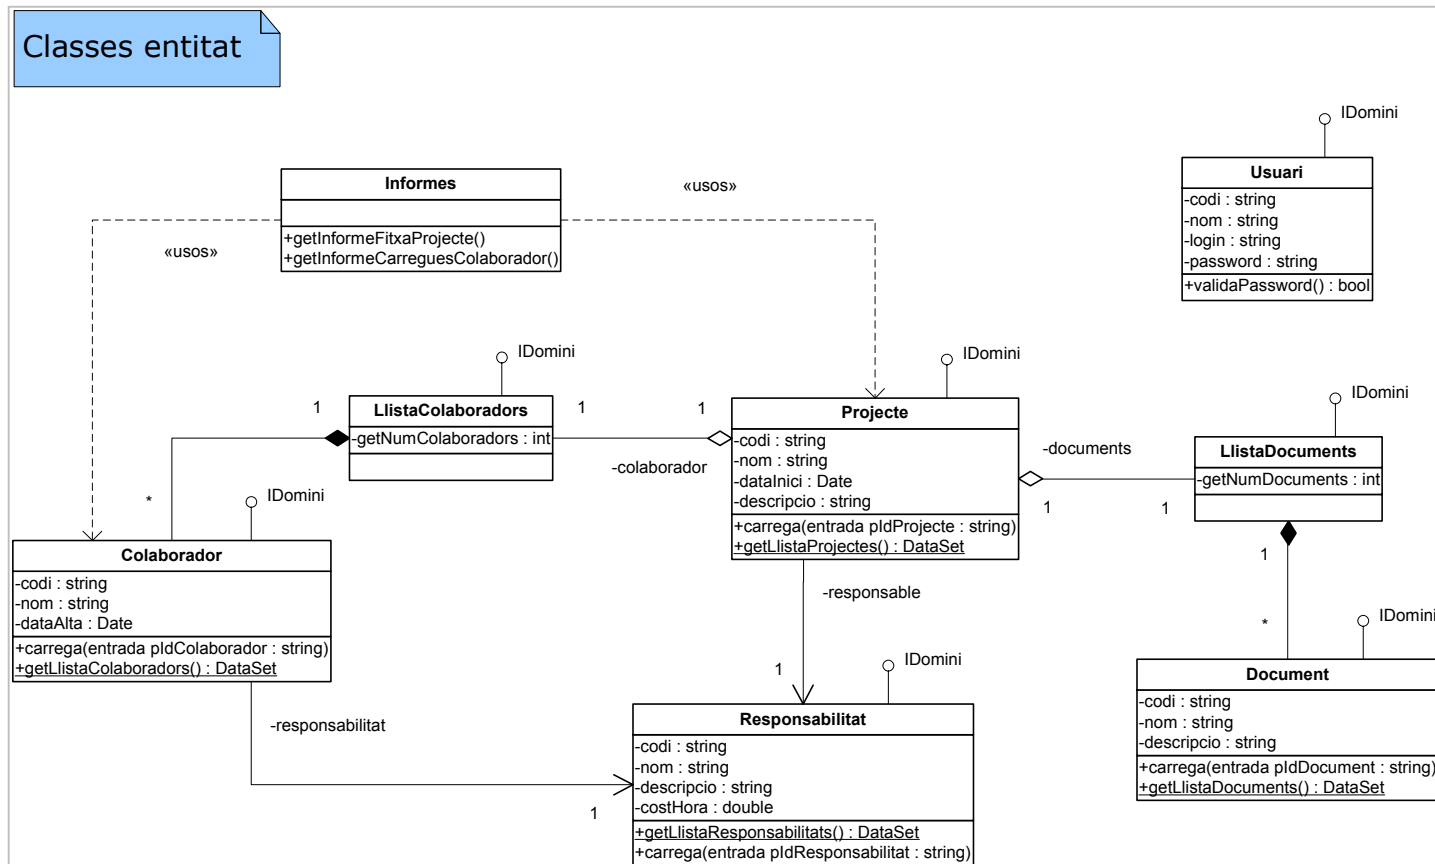 Classes entitat
IDomini
Usuari
-codi : string
-nom : string
-login : string
-password : string
+validaPassword() : bool
Informes
+getInformeFitxaProjecte()
+getInformeCarreguesColaborador()
«usos»
«usos»
IDomini
LlistaColaboradors
-getNumColaboradors : int
1
1
1
-colaborador
IDomini
Projecte
-codi : string
-nom : string
-dataInici : Date
-descripcio : string
+carrega(entrada pIdProjecte : string)
+getLlistaProjectes() : DataSet
-documents
1
1
IDomini
LlistaDocuments
-getNumDocuments : int
1
*
*
IDomini
Colaborador
-codi : string
-nom : string
-dataAlta : Date
+carrega(entrada pIdColaborador : string)
+getLlistaColaboradors() : DataSet
-responsable
1
-responsabilitat
1
IDomini
Responsabilitat
-codi : string
-nom : string
-descripcio : string
-costHora : double
+getLlistaResponsabilitats() : DataSet
+carrega(entrada pIdResponsabilitat : string)
IDomini
Document
-codi : string
-nom : string
-descripcio : string
+carrega(entrada pIdDocument : string)
+getLlistaDocuments() : DataSet